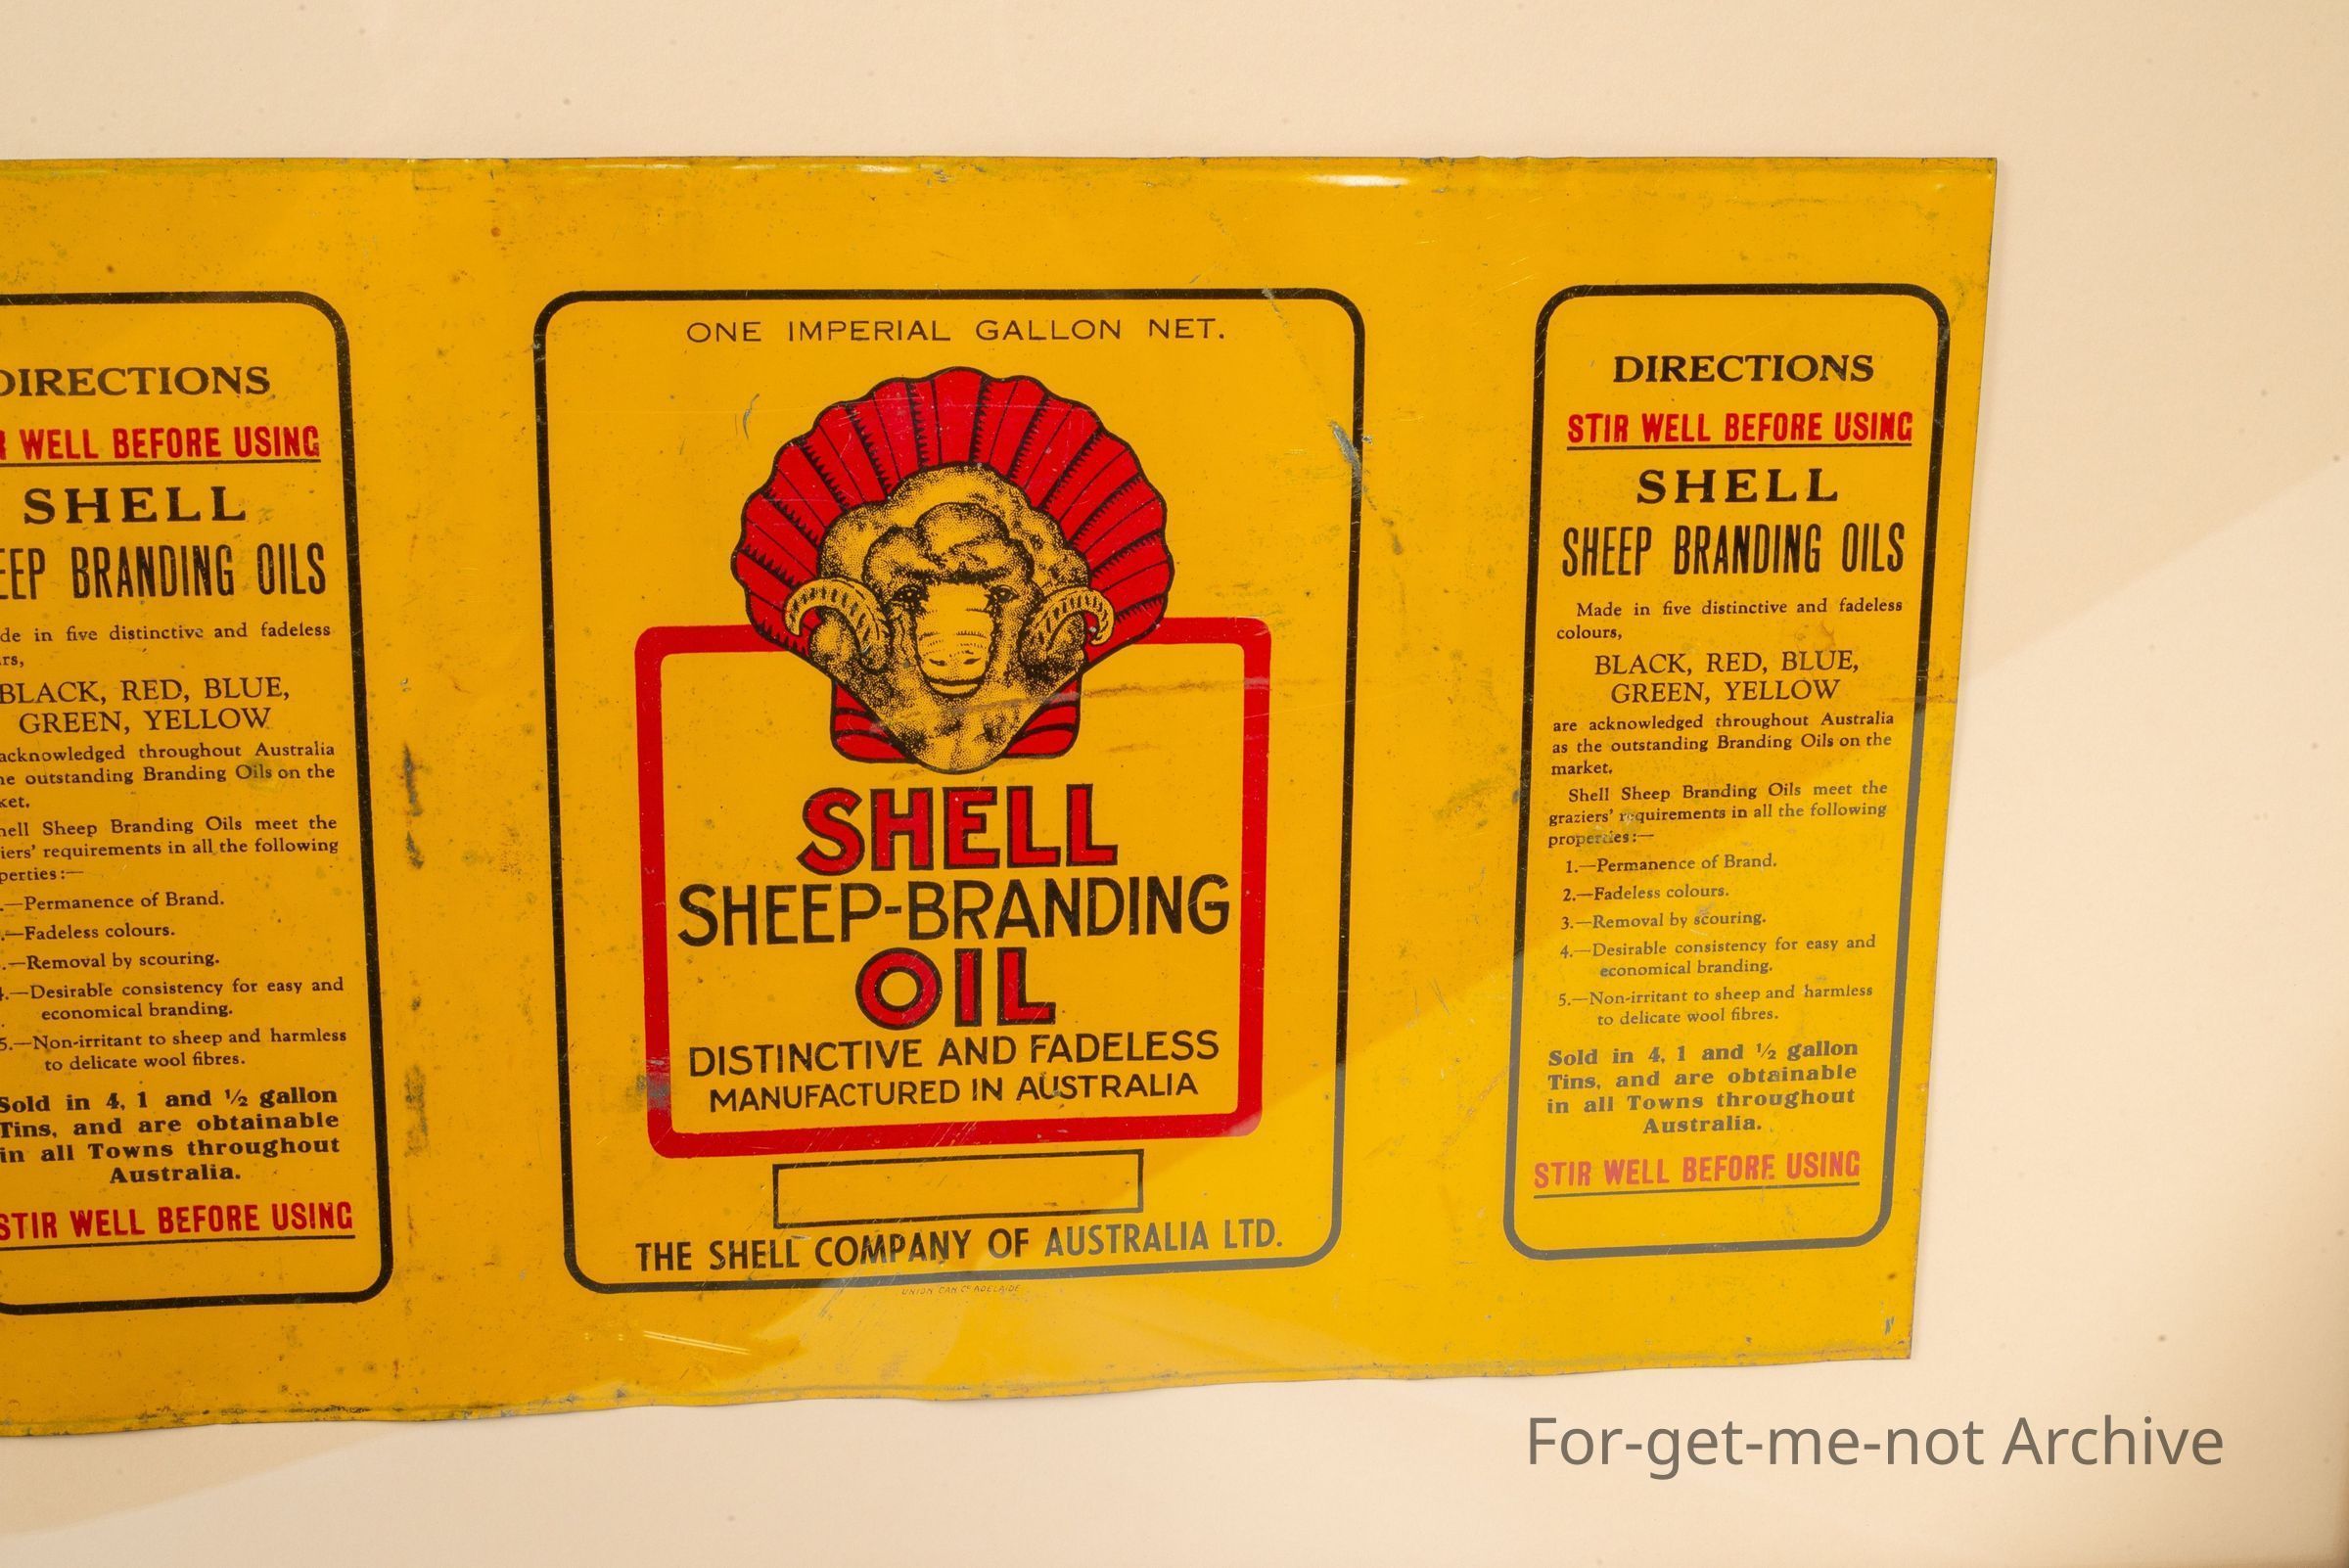 DIRECTIONS
WELL BEFORE USING
SHELL
BRANDING OILS
in five distinctive and fadeless
BLACK, RED, BLUE,
GREEN, YELLOW
acknowledged throughout Australia
outstanding Branding Oils on the
Sheep Branding Oils meet the
requirements in all the following
—Permanence of Brand.
—Fadeless colours.
—Removal by scouring.
4.—Desirable consistency for easy and
economical branding.
5.—Non-irritant to sheep and harmless
to delicate wool fibres.
Sold in 4, 1 and ½ gallon
Tins, and are obtainable
in all Towns throughout
Australia.
STIR WELL BEFORE USING
ONE IMPERIAL GALLON NET.
SHELL
SHEEP-BRANDING
OIL
DISTINCTIVE AND FADELESS
MANUFACTURED IN AUSTRALIA
THE SHELL COMPANY OF AUSTRALIA LTD.
UNION CAN Co ADELAIDE
DIRECTIONS
STIR WELL BEFORE USING
SHELL
SHEEP BRANDING OILS
Made in five distinctive and fadeless
colours,
BLACK, RED, BLUE,
GREEN, YELLOW
are acknowledged throughout Australia
as the outstanding Branding Oils on the
market.
Shell Sheep Branding Oils meet the
graziers' requirements in all the following
properties:—
1.—Permanence of Brand.
2.—Fadeless colours.
3.—Removal by scouring.
4.—Desirable consistency for easy and
economical branding.
5.—Non-irritant to sheep and harmless
to delicate wool fibres.
Sold in 4, 1 and ½ gallon
Tins, and are obtainable
in all Towns throughout
Australia.
STIR WELL BEFORE USING
For-get-me-not Archive